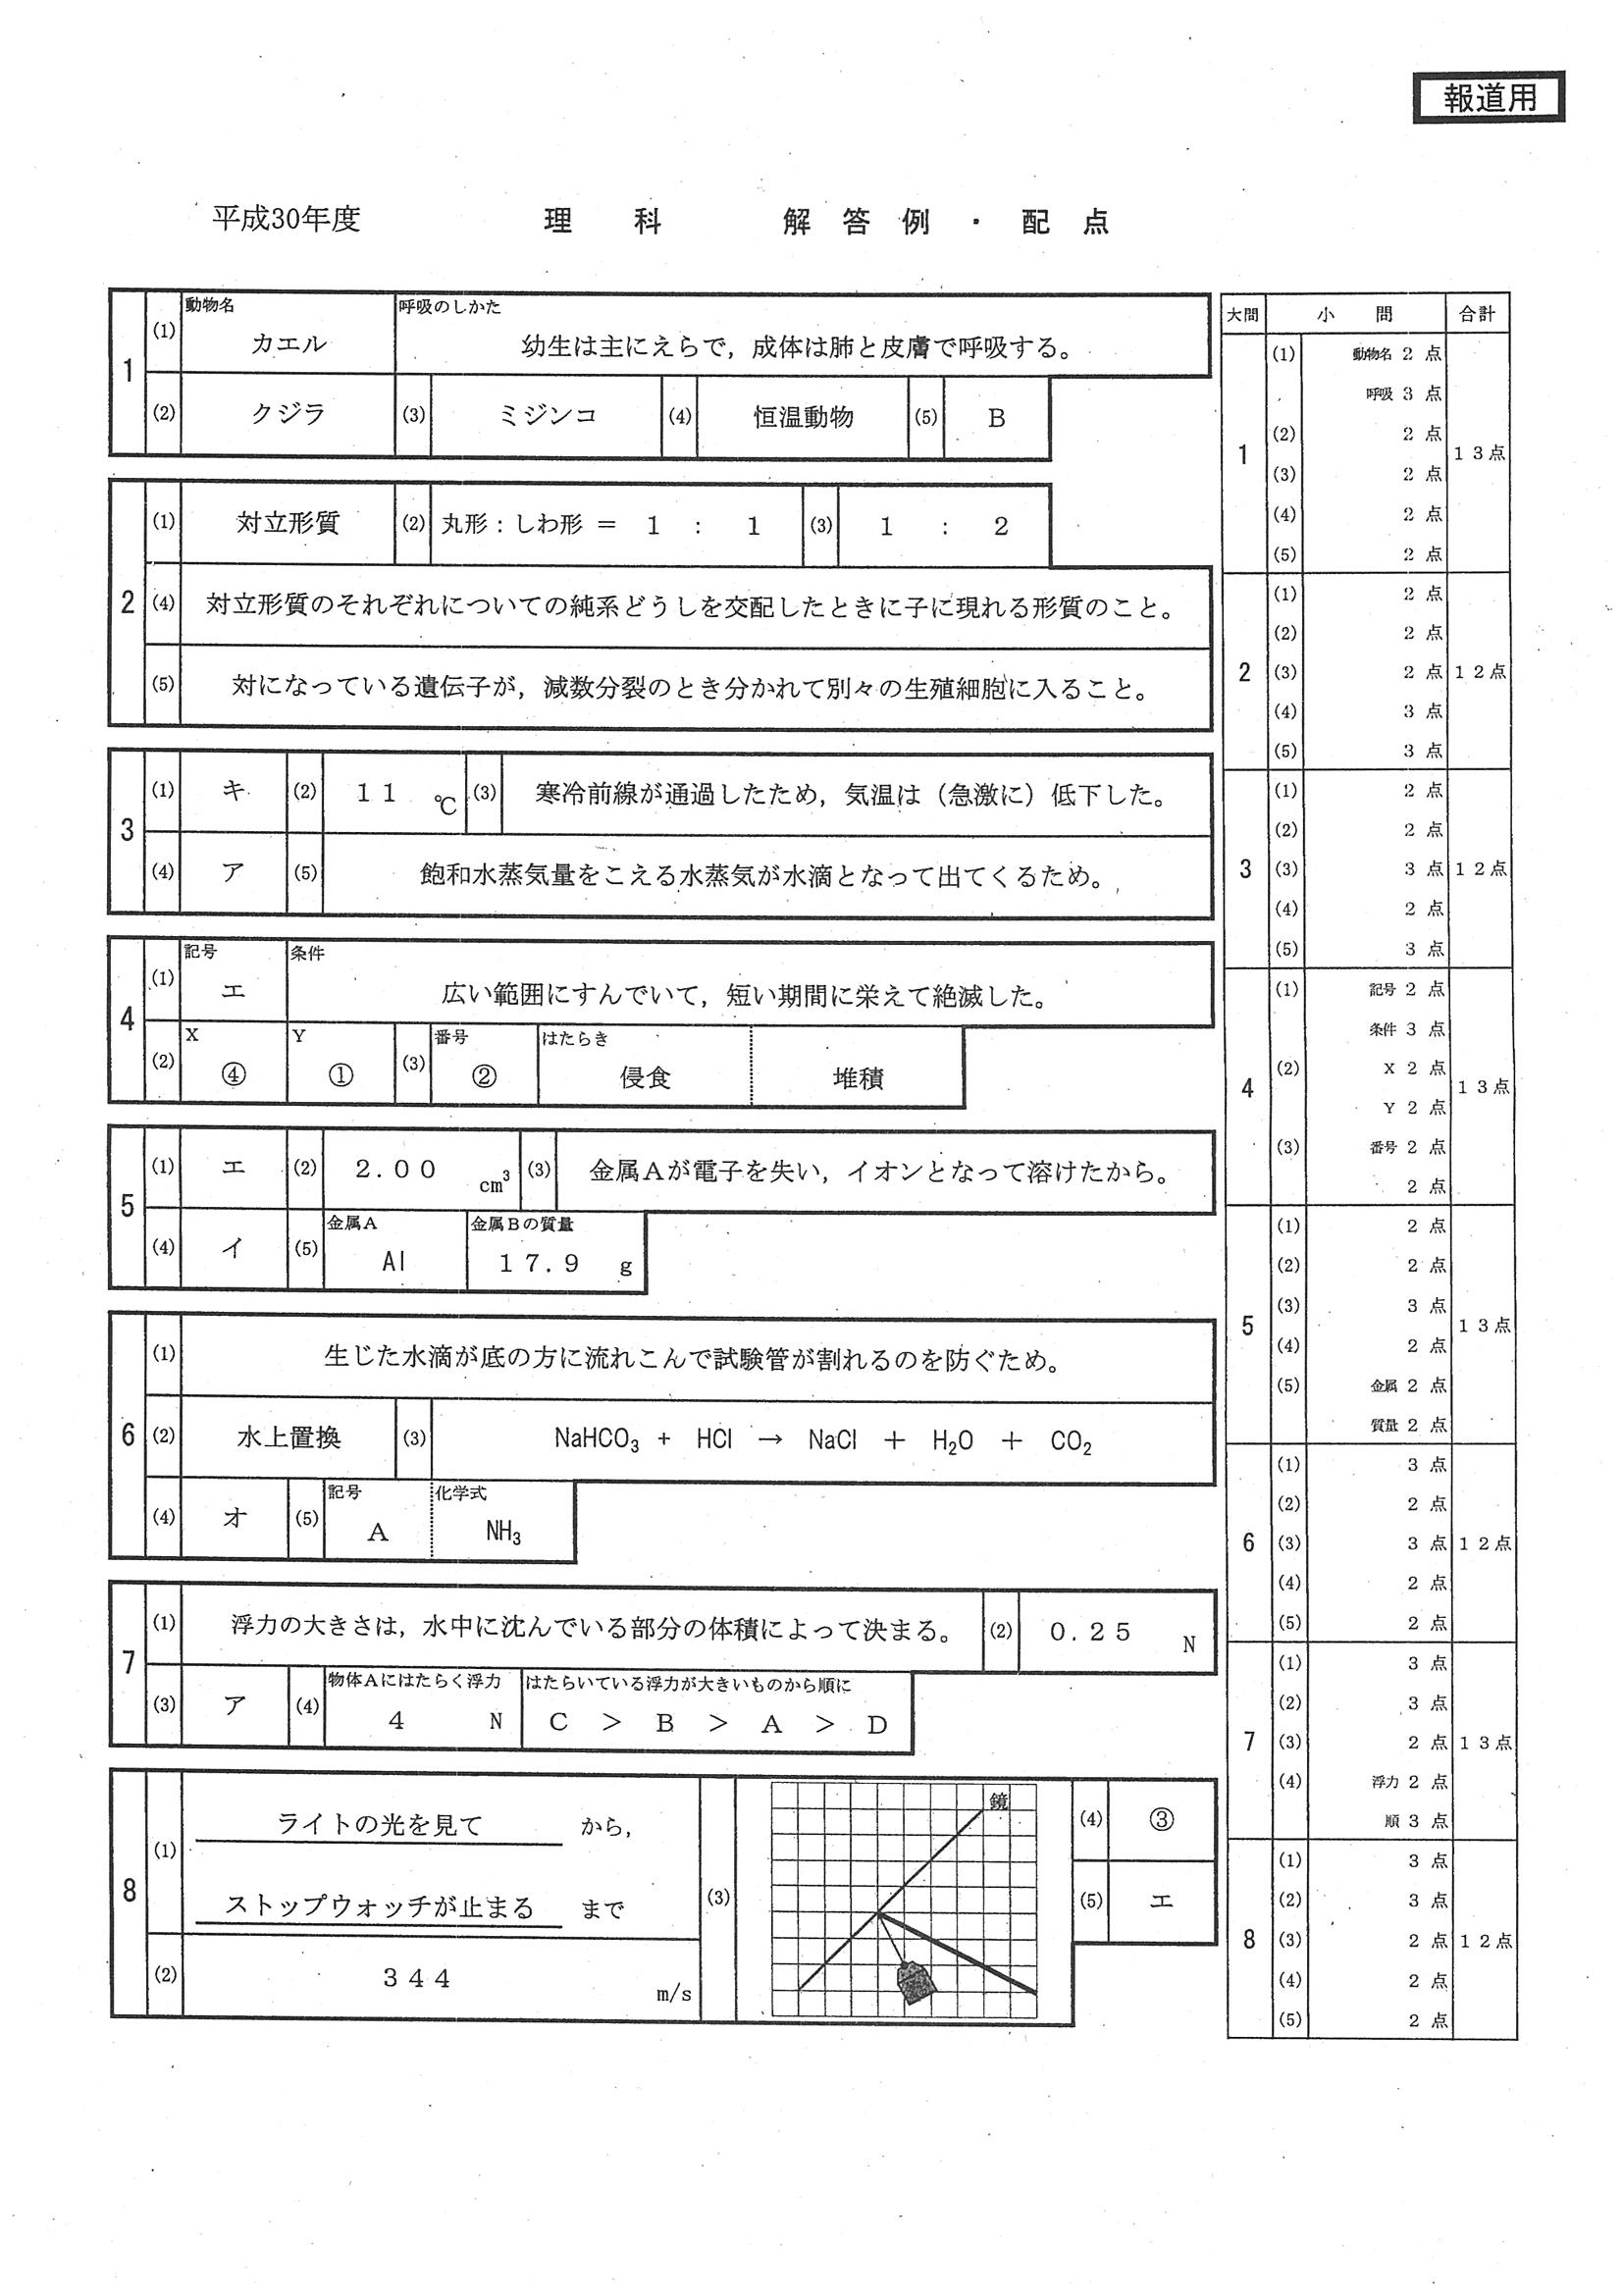 報道用
平成30年度 理科 解答例・配点
1
(1) 動物名 カエル 呼吸のしかた 幼生は主にえらで，成体は肺と皮膚で呼吸する。
(2) クジラ (3) ミジンコ (4) 恒温動物 (5) B
2
(1) 対立形質 (2) 丸形：しわ形 ＝ 1 ： 1 (3) 1 ： 2
(4) 対立形質のそれぞれについての純系どうしを交配したときに子に現れる形質のこと。
(5) 対になっている遺伝子が，減数分裂のとき分かれて別々の生殖細胞に入ること。
3
(1) キ (2) 11 ℃ (3) 寒冷前線が通過したため，気温は（急激に）低下した。
(4) ア (5) 飽和水蒸気量をこえる水蒸気が水滴となって出てくるため。
4
(1) 記号 エ 条件 広い範囲にすんでいて，短い期間に栄えて絶滅した。
(2) X ④ Y ① (3) 番号 ② はたらき 侵食 堆積
5
(1) エ (2) 2.00 cm³ (3) 金属Aが電子を失い，イオンとなって溶けたから。
(4) イ (5) 金属A Al 金属Bの質量 17.9 g
6
(1) 生じた水滴が底の方に流れこんで試験管が割れるのを防ぐため。
(2) 水上置換 (3) NaHCO₃ + HCl → NaCl + H₂O + CO₂
(4) オ (5) 記号 A 化学式 NH₃
7
(1) 浮力の大きさは，水中に沈んでいる部分の体積によって決まる。 (2) 0.25 N
(3) ア (4) 物体Aにはたらく浮力 4 N はたらいている浮力が大きいものから順に C ＞ B ＞ A ＞ D
8
(1) ライトの光を見て から，
ストップウォッチが止まる まで
(2) 344 m/s
(3) 鏡
(4) ③
(5) エ
大問 小問 合計
1 (1) 動物名 2 点 13点
呼吸 3 点
(2) 2 点
(3) 2 点
(4) 2 点
(5) 2 点
2 (1) 2 点 12点
(2) 2 点
(3) 2 点
(4) 3 点
(5) 3 点
3 (1) 2 点 12点
(2) 2 点
(3) 3 点
(4) 2 点
(5) 3 点
4 (1) 記号 2 点 13点
条件 3 点
(2) X 2 点
Y 2 点
(3) 番号 2 点
2 点
5 (1) 2 点 13点
(2) 2 点
(3) 3 点
(4) 2 点
(5) 金属 2 点
質量 2 点
6 (1) 3 点 12点
(2) 2 点
(3) 3 点
(4) 2 点
(5) 2 点
7 (1) 3 点 13点
(2) 3 点
(3) 2 点
(4) 浮力 2 点
順 3 点
8 (1) 3 点 12点
(2) 3 点
(3) 2 点
(4) 2 点
(5) 2 点